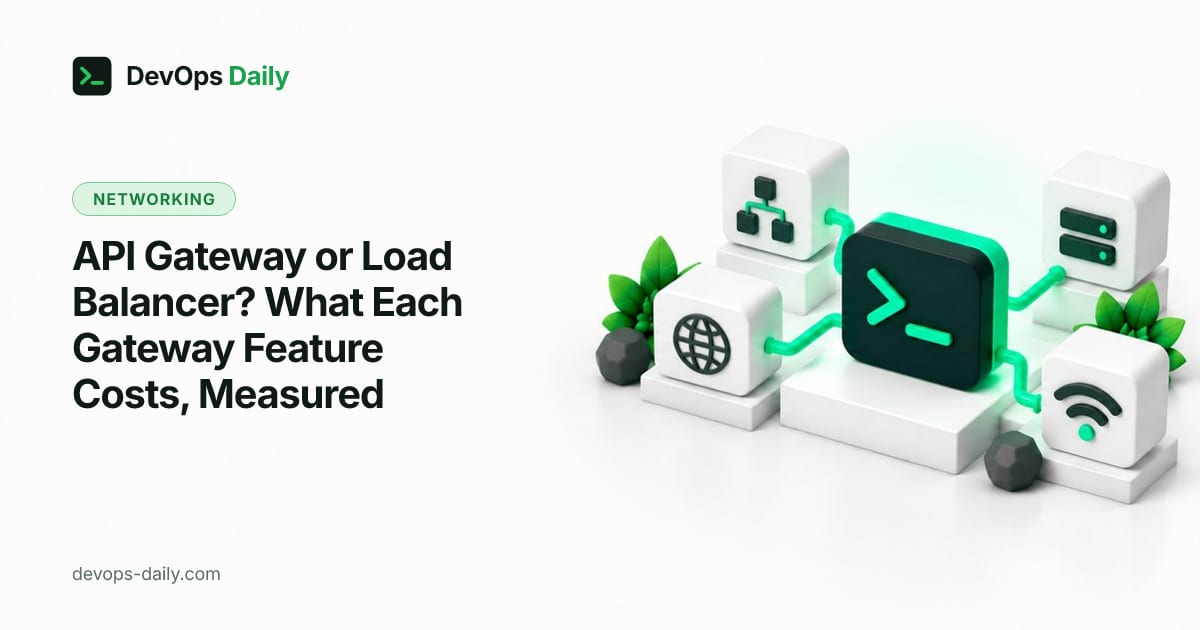 DevOps Daily
NETWORKING
API Gateway or Load
Balancer? What Each
Gateway Feature
Costs, Measured
devops-daily.com